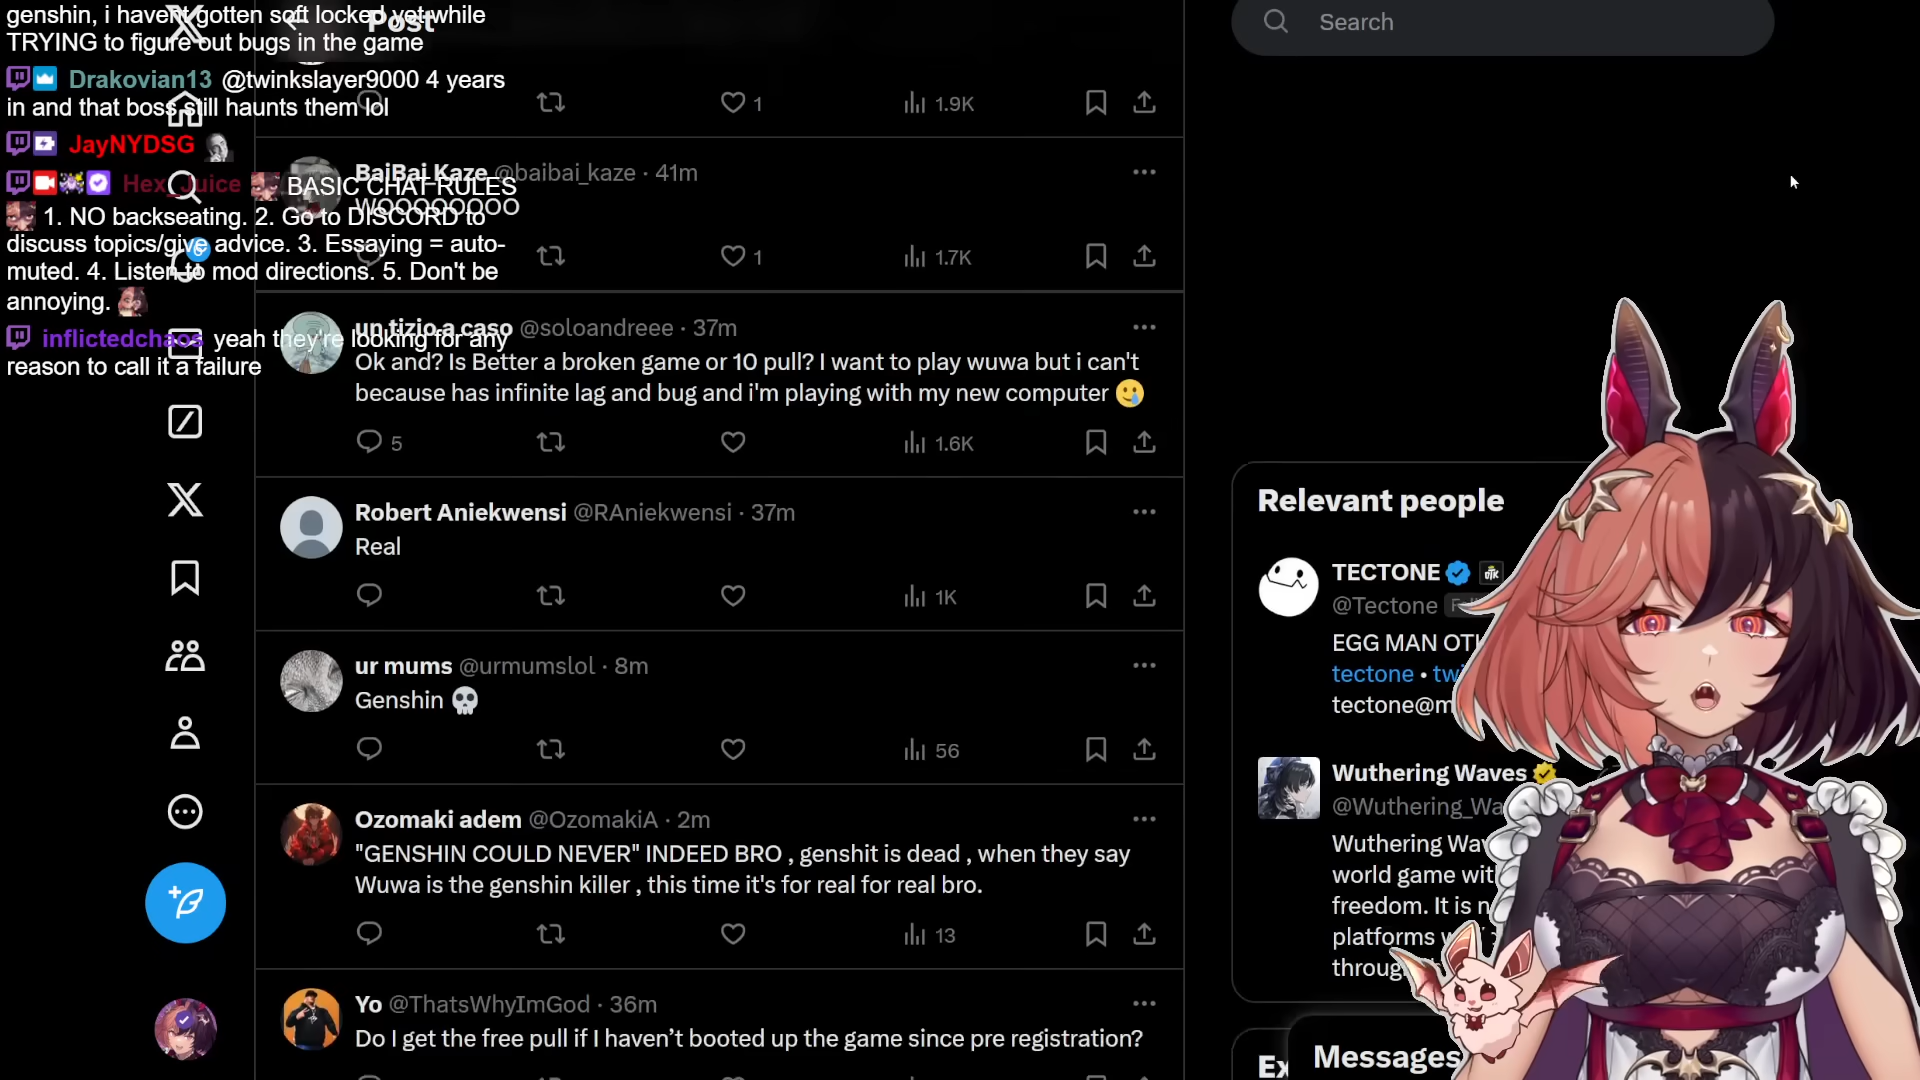 genshin, i havent gotten soft locked yet while
TRYING to figure out bugs in the game
Drakovian13 @twinkslayer9000 4 years
in and that boss still haunts them lol
JayNYDSG
Hex_Juice BASIC CHAT RULES
1. NO backseating. 2. Go to DISCORD to
discuss topics/give advice. 3. Essaying = auto-
muted. 4. Listen to mod directions. 5. Don't be
annoying.
inflictedchaos yeah they're looking for any
reason to call it a failure
6
Post
1
1.9K
BaiBai Kaze @baibai_kaze · 41m
WOOOOOOOO
1
1.7K
un tizio a caso @soloandreee · 37m
Ok and? Is Better a broken game or 10 pull? I want to play wuwa but i can't
because has infinite lag and bug and i'm playing with my new computer
5
1.6K
Robert Aniekwensi @RAniekwensi · 37m
Real
1K
ur mums @urmumslol · 8m
Genshin
56
Ozomaki adem @OzomakiA · 2m
"GENSHIN COULD NEVER" INDEED BRO , genshit is dead , when they say
Wuwa is the genshin killer , this time it's for real for real bro.
13
Yo @ThatsWhyImGod · 36m
Do I get the free pull if I haven't booted up the game since pre registration?
Search
Relevant people
TECTONE
@Tectone
EGG MAN
tectone •
Wuthering Waves
@Wuthering_Wa
Wuthering
world game with
freedom. It is
platforms
Messages